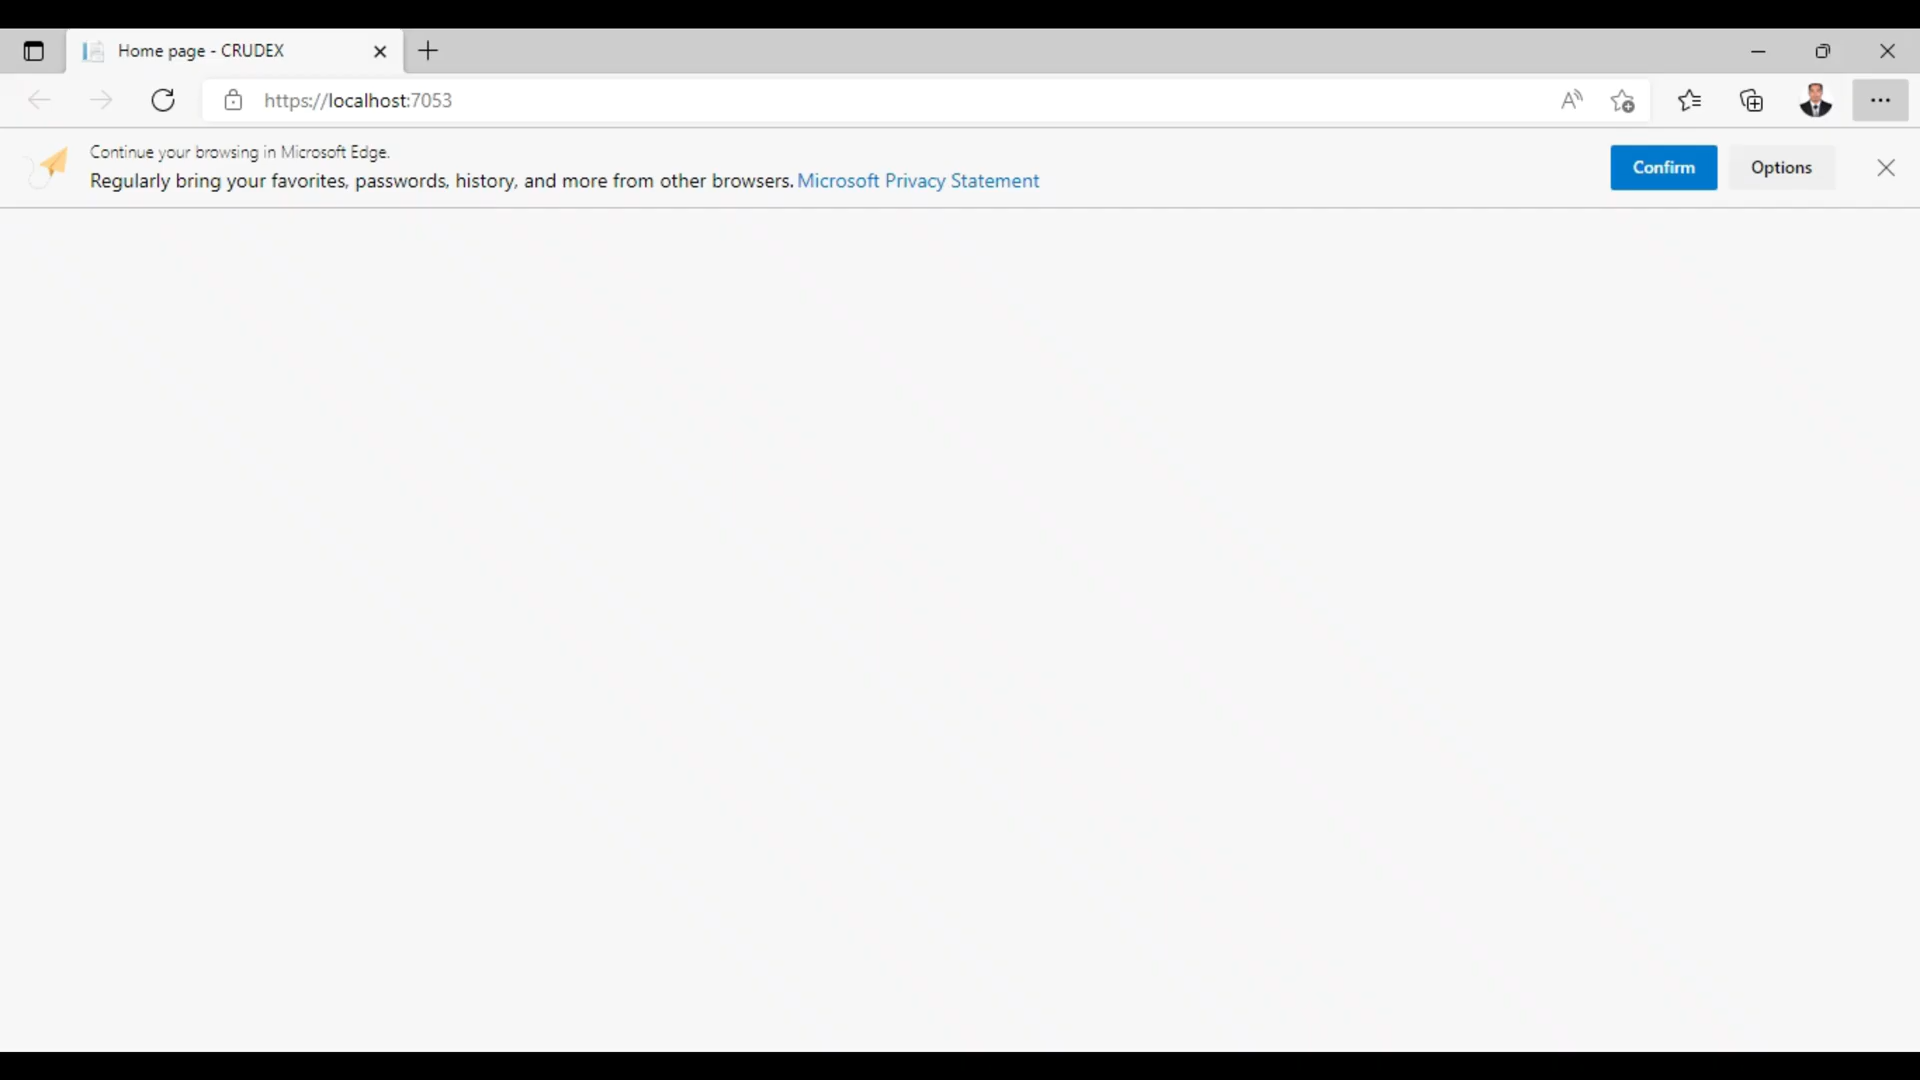 Home page - CRUDEX
https://localhost:7053
Continue your browsing in Microsoft Edge.
Regularly bring your favorites, passwords, history, and more from other browsers. Microsoft Privacy Statement
Confirm
Options